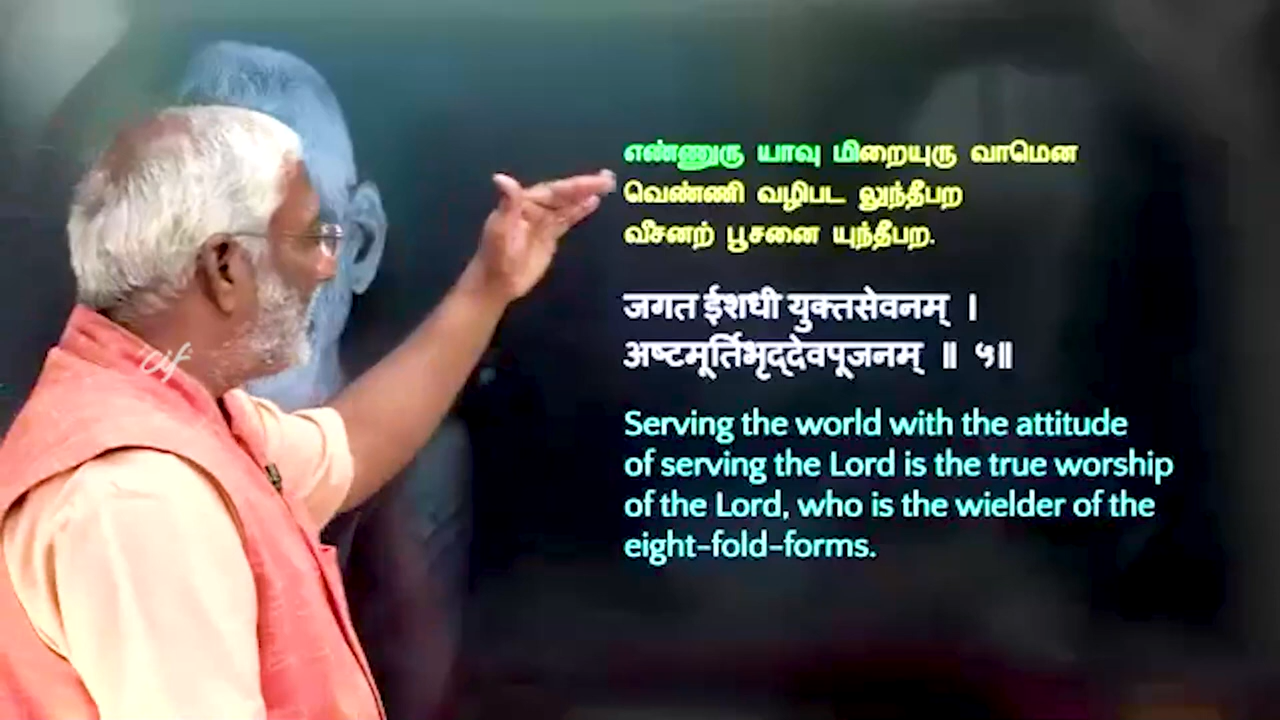 எண்ணுரு யாவு மிறையுரு வாமென
வெண்ணி வழிபட லுந்தீபற
வீசனற் பூசனை யுந்தீபற.
जगत ईशधी युक्तसेवनम् ।
अष्टमूर्तिभृद्देवपूजनम् ॥ ५॥
Serving the world with the attitude
of serving the Lord is the true worship
of the Lord, who is the wielder of the
eight-fold-forms.
cif